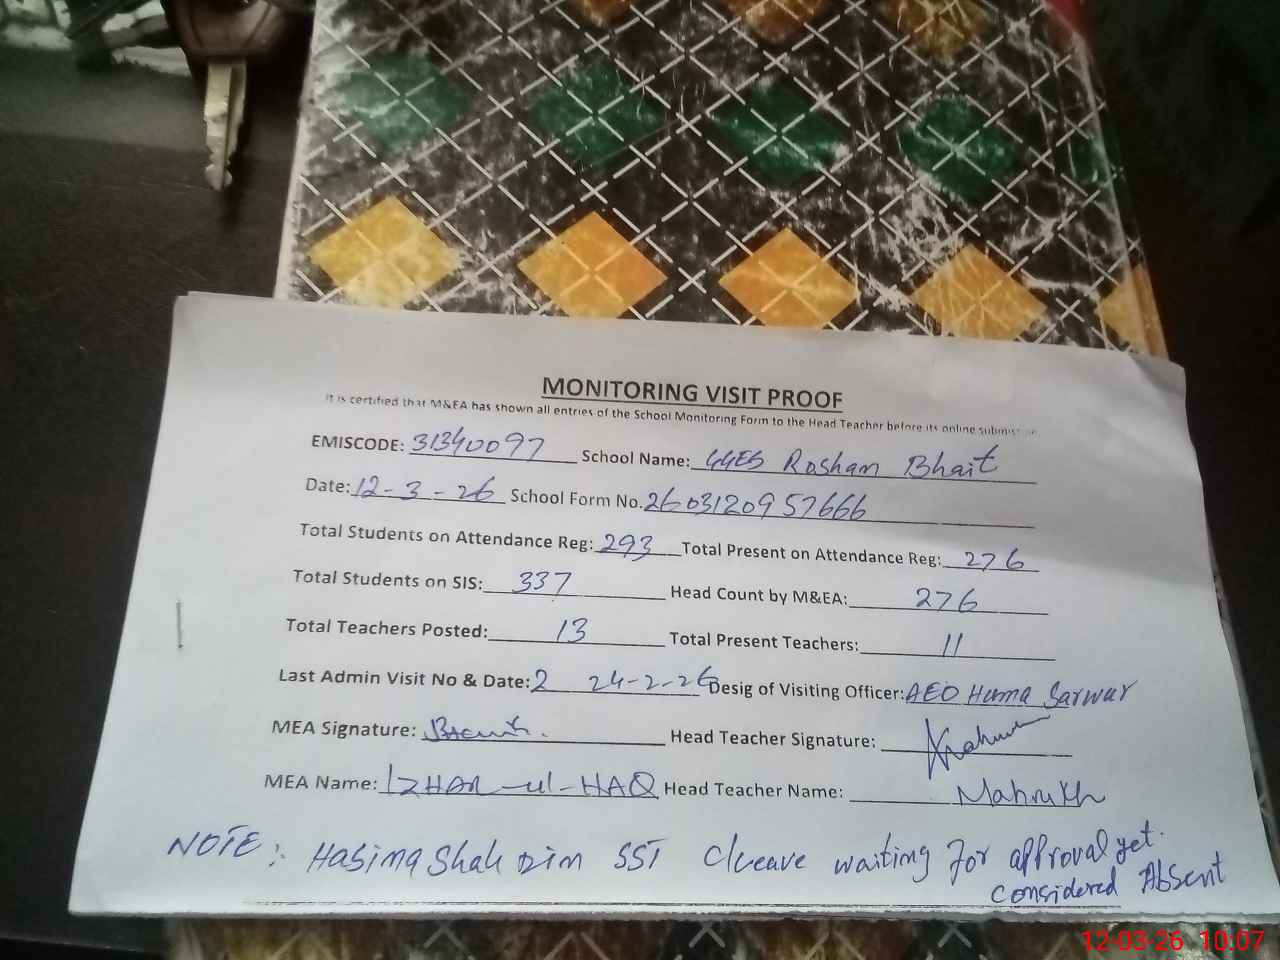 MONITORING VISIT PROOF
It is certified that M&EA has shown all entries of the School Monitoring Form to the Head Teacher before its online submission
EMISCODE: 31340097 School Name: GGES Roshan Bhait
Date: 12-3-26 School Form No. 260312095 7666
Total Students on Attendance Reg: 293 Total Present on Attendance Reg: 276
Total Students on SIS: 337 Head Count by M&EA: 276
Total Teachers Posted: 13 Total Present Teachers: 11
Last Admin Visit No & Date: 2 24-2-26 Desig of Visiting Officer: AEO Huma Sarwar
MEA Signature: Head Teacher Signature:
MEA Name: IZHAR-ul-HAQ Head Teacher Name: Mahrukh
NOTE:- Hasima Shah Din SST C/leave waiting for approval yet.
considered Absent
12-03-26 10:07